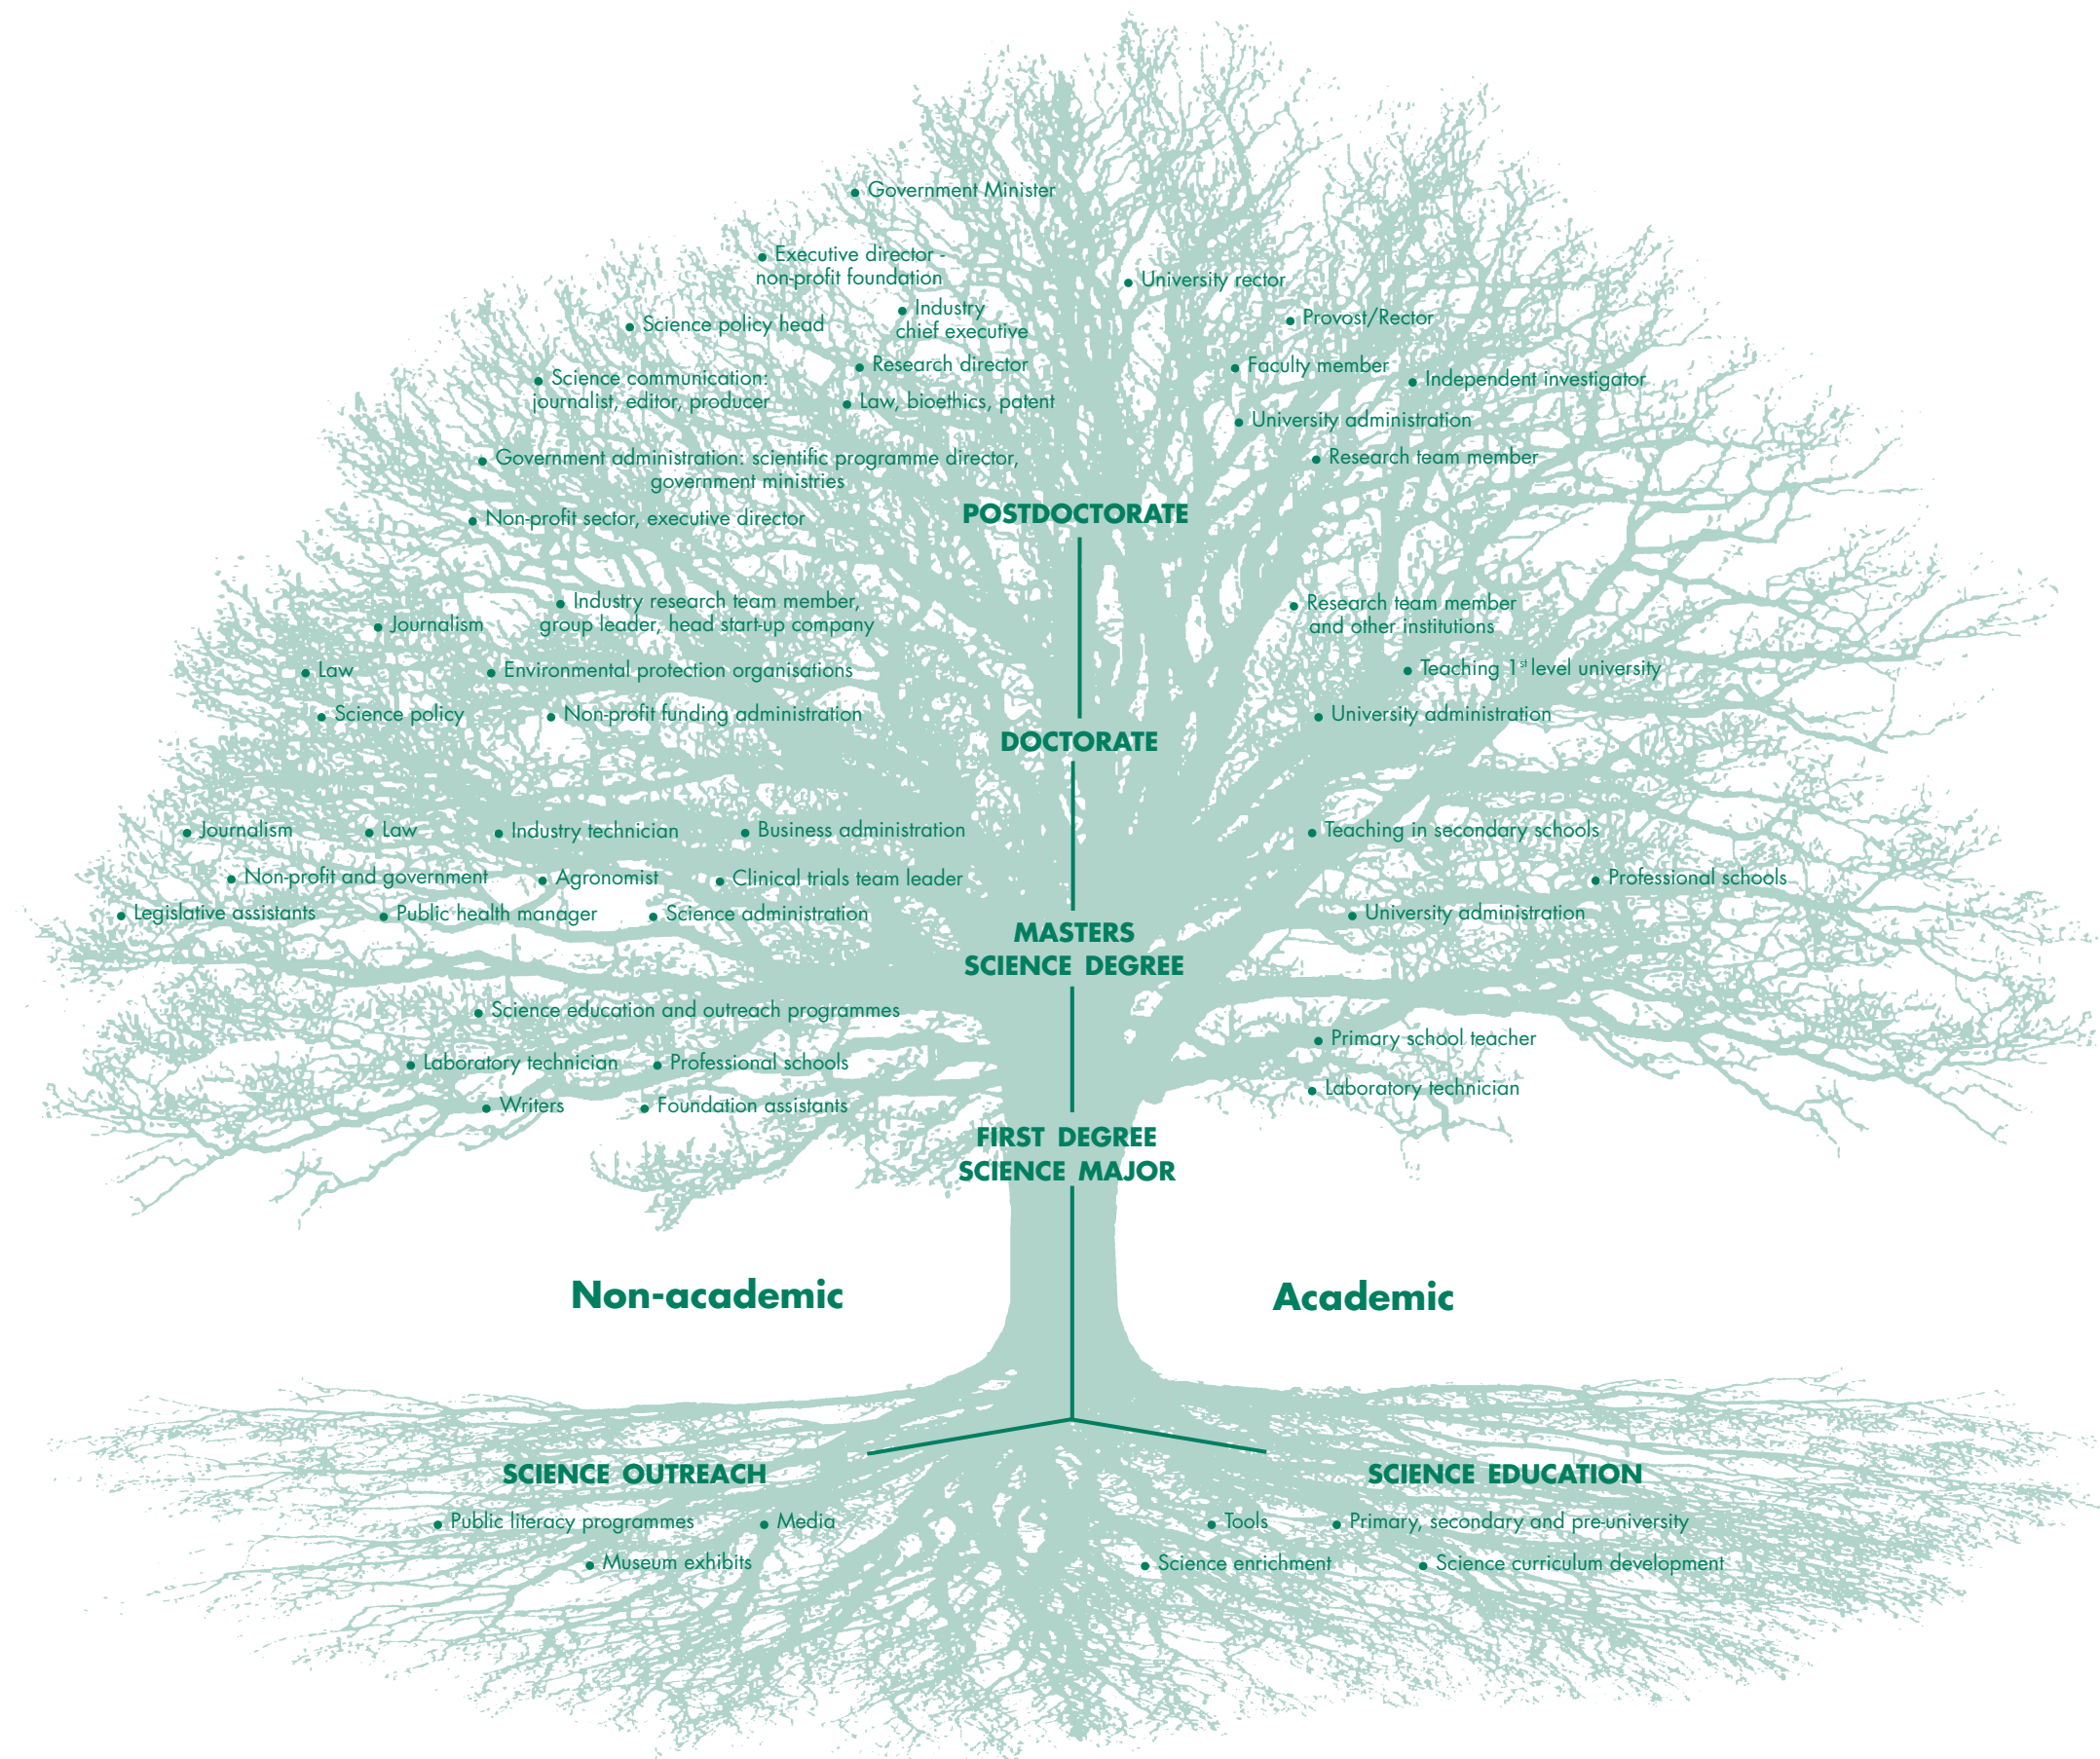 • Government Minister
• Executive director -
non-profit foundation
• University rector
• Industry
chief executive
• Science policy head
• Provost/Rector
• Research director
• Faculty member
• Science communication:
journalist, editor, producer
• Independent investigator
• Law, bioethics, patent
• University administration
• Government administration: scientific programme director,
government ministries
• Research team member
POSTDOCTORATE
• Non-profit sector, executive director
• Industry research team member,
group leader, head start-up company
• Research team member
and other institutions
• Journalism
• Law
• Environmental protection organisations
• Teaching 1st level university
• Science policy
• Non-profit funding administration
• University administration
DOCTORATE
• Journalism
• Law
• Industry technician
• Business administration
• Teaching in secondary schools
• Non-profit and government
• Agronomist
• Clinical trials team leader
• Professional schools
• Legislative assistants
• Public health manager
• Science administration
• University administration
MASTERS
SCIENCE DEGREE
• Science education and outreach programmes
• Primary school teacher
• Laboratory technician
• Professional schools
• Laboratory technician
• Writers
• Foundation assistants
FIRST DEGREE
SCIENCE MAJOR
Non-academic
Academic
SCIENCE OUTREACH
SCIENCE EDUCATION
• Public literacy programmes
• Media
• Tools
• Primary, secondary and pre-university
• Museum exhibits
• Science enrichment
• Science curriculum development